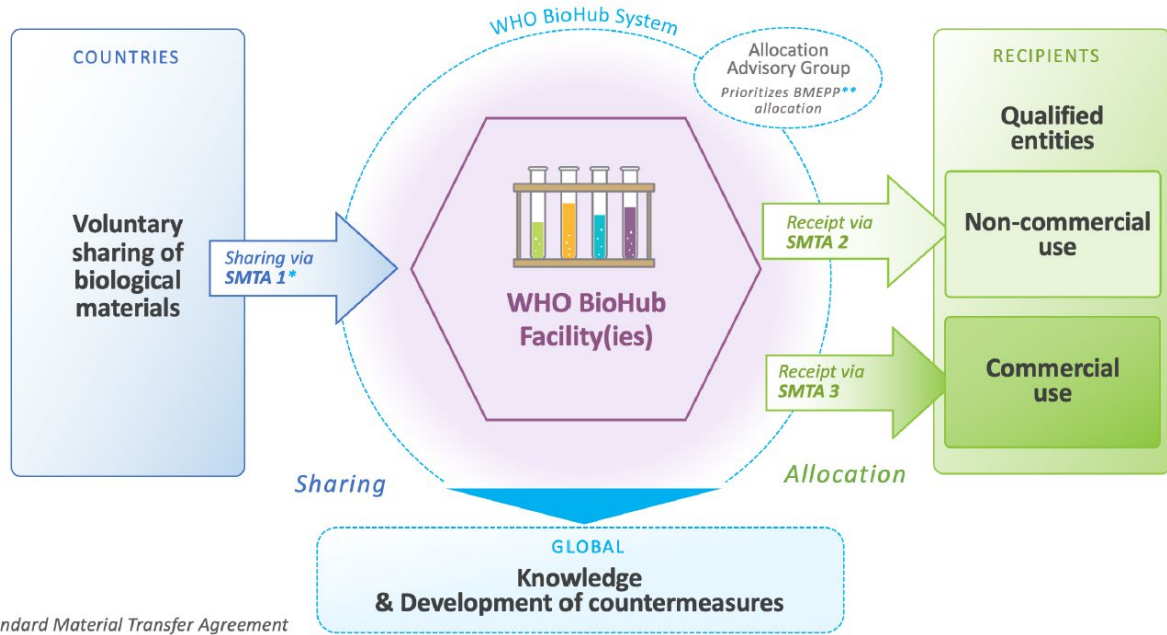 WHO BioHub System
COUNTRIES
Voluntary
sharing of
biological
materials
Sharing via
SMTA 1*
WHO BioHub
Facility(ies)
Allocation
Advisory Group
Prioritizes BMEPP**
allocation
Receipt via
SMTA 2
Receipt via
SMTA 3
RECIPIENTS
Qualified
entities
Non-commercial
use
Commercial
use
Sharing
Allocation
GLOBAL
Knowledge
& Development of countermeasures
Material Transfer Agreement